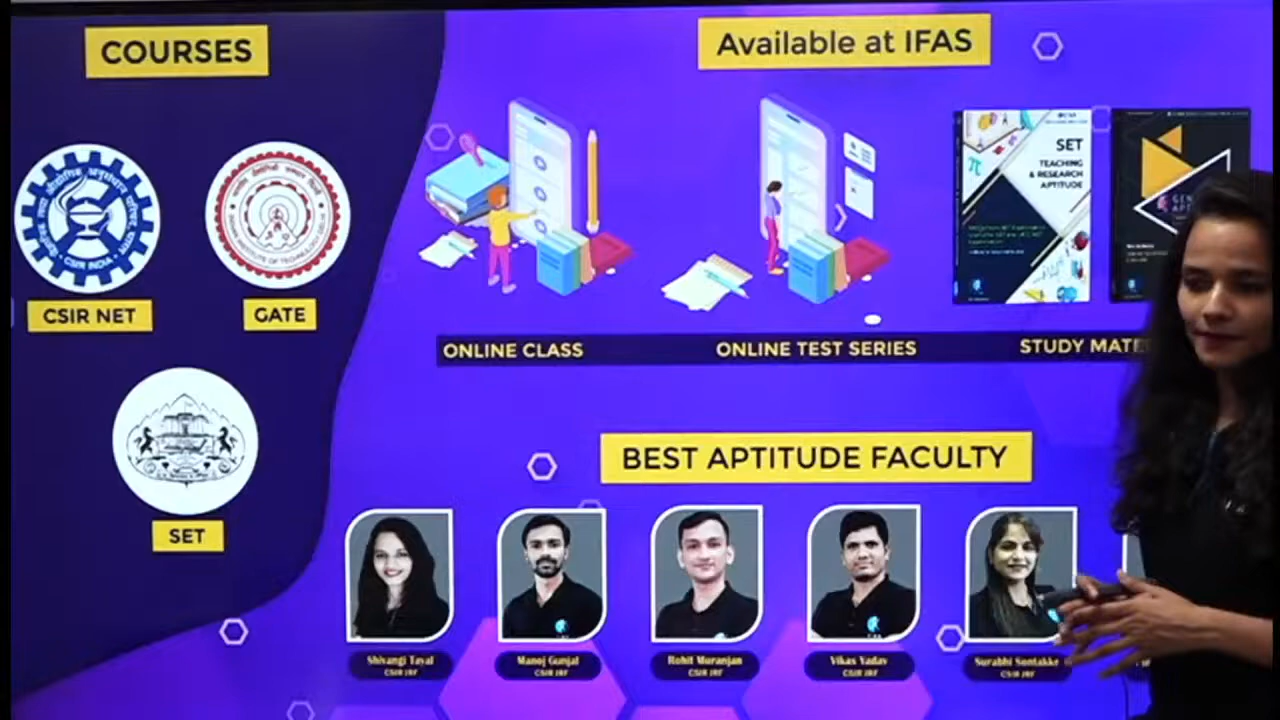 COURSES
CSIR INDIA
CSIR NET
GATE
SET
Available at IFAS
SET
TEACHING
& RESEARCH
APTITUDE
ONLINE CLASS
ONLINE TEST SERIES
STUDY MATE
BEST APTITUDE FACULTY
Shivangi Tayal
CSIR JRF
Manoj Gunjal
CSIR JRF
Rohit Muranjan
CSIR JRF
Vikas Yadav
CSIR JRF
Surabhi Sontakke
CSIR JRF